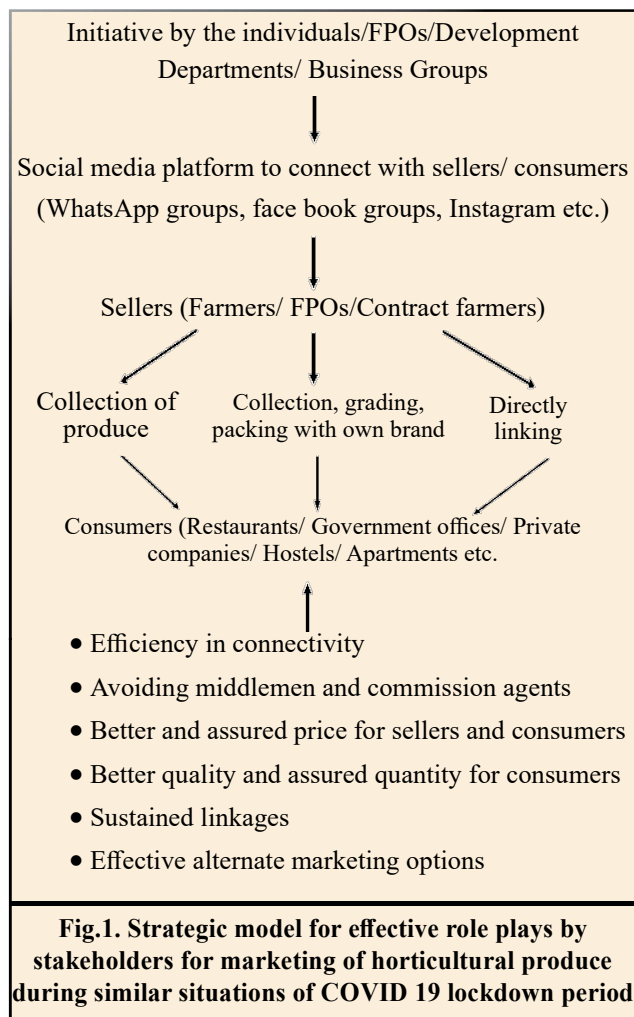 Initiative by the individuals/FPOs/Development
Departments/ Business Groups
Social media platform to connect with sellers/ consumers
(WhatsApp groups, face book groups, Instagram etc.)
Sellers (Farmers/ FPOs/Contract farmers)
Collection of
produce
Collection, grading,
packing with own brand
Directly
linking
Consumers (Restaurants/ Government offices/ Private
companies/ Hostels/ Apartments etc.
• Efficiency in connectivity
• Avoiding middlemen and commission agents
• Better and assured price for sellers and consumers
• Better quality and assured quantity for consumers
• Sustained linkages
• Effective alternate marketing options
Fig.1. Strategic model for effective role plays by
stakeholders for marketing of horticultural produce
during similar situations of COVID 19 lockdown period